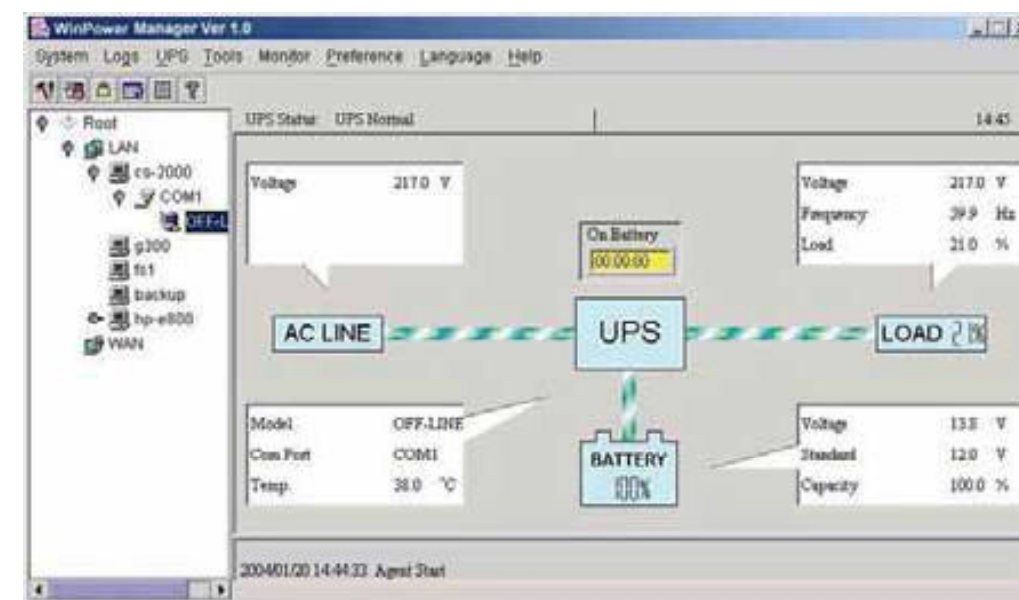 WinPower Manager Ver 1.0
System Logs UPS Tools Monitor Preference Language Help
Root
LAN
cs-2000
COM1
OFF-L
g300
backup
hp-e800
WAN
UPS Status: UPS Normal
14:45
Voltage 217.0 V
On Battery
00:00:00
Voltage 217.0 V
Frequency 39.9 Hz
Load 21.0 %
AC LINE
UPS
LOAD 21%
Model OFF-LINE
Com Port COM1
Temp. 38.0 °C
BATTERY
100%
Voltage 13.8 V
Standard 12.0 V
Capacity 100.0 %
2004/01/20 14:44:33 Agent Start